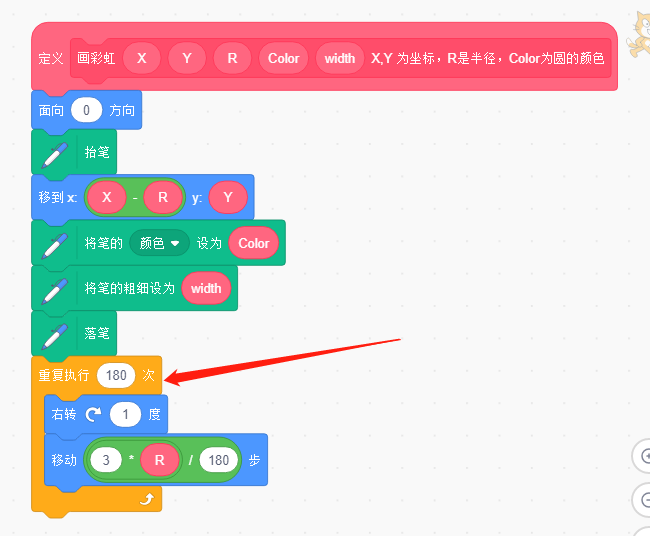 定义 画彩虹 X Y R Color width X,Y 为坐标，R是半径，Color为圆的颜色
面向 0 方向
抬笔
移到 x: X - R y: Y
将笔的 颜色 设为 Color
将笔的粗细设为 width
落笔
重复执行 180 次
右转 1 度
移动 3 * R / 180 步